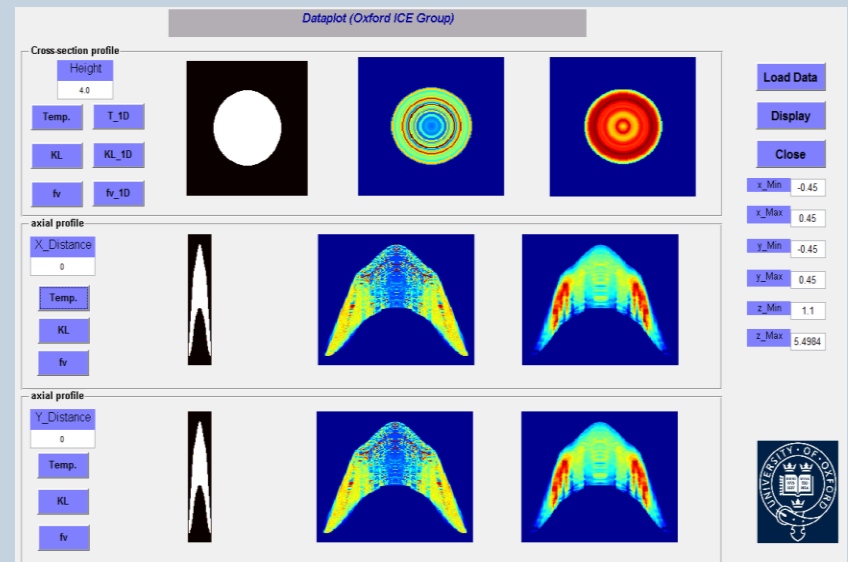 Dataplot (Oxford ICE Group)
Cross-section profile
Height
4.0
Temp. T_1D
KL KL_1D
fv fv_1D
Load Data
Display
Close
x_Min -0.45
x_Max 0.45
y_Min -0.45
y_Max 0.45
z_Min 1.1
z_Max 5.4984
axial profile
X_Distance
0
Temp.
KL
fv
axial profile
Y_Distance
0
Temp.
KL
fv
UNIVERSITY OF OXFORD